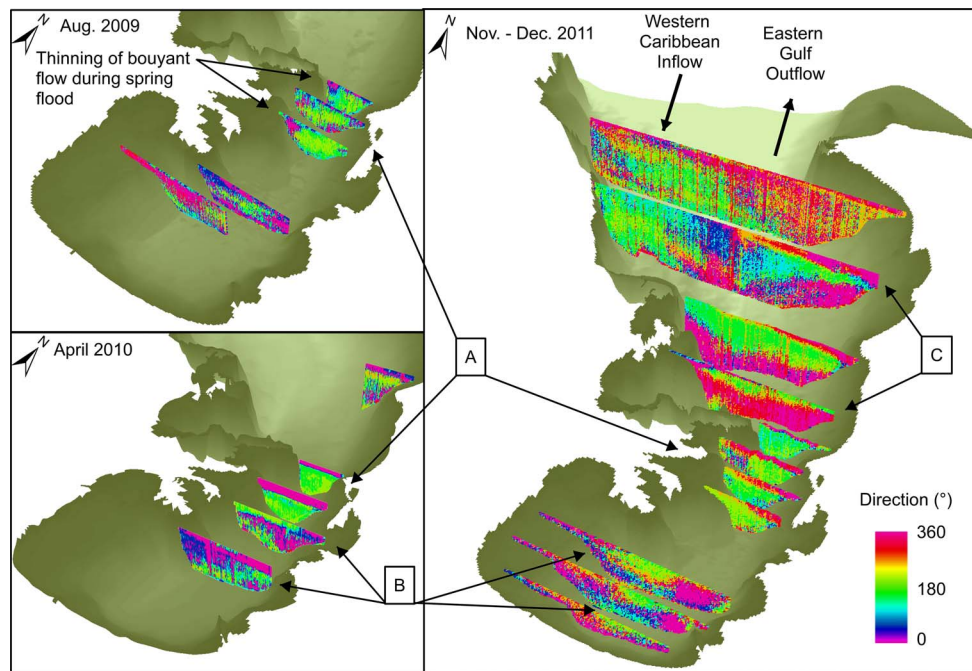 N
Aug. 2009
Thinning of bouyant
flow during spring
flood
N
April 2010
N
Nov. - Dec. 2011
Western
Caribbean
Inflow
Eastern
Gulf
Outflow
A
B
C
Direction (°)
360
180
0